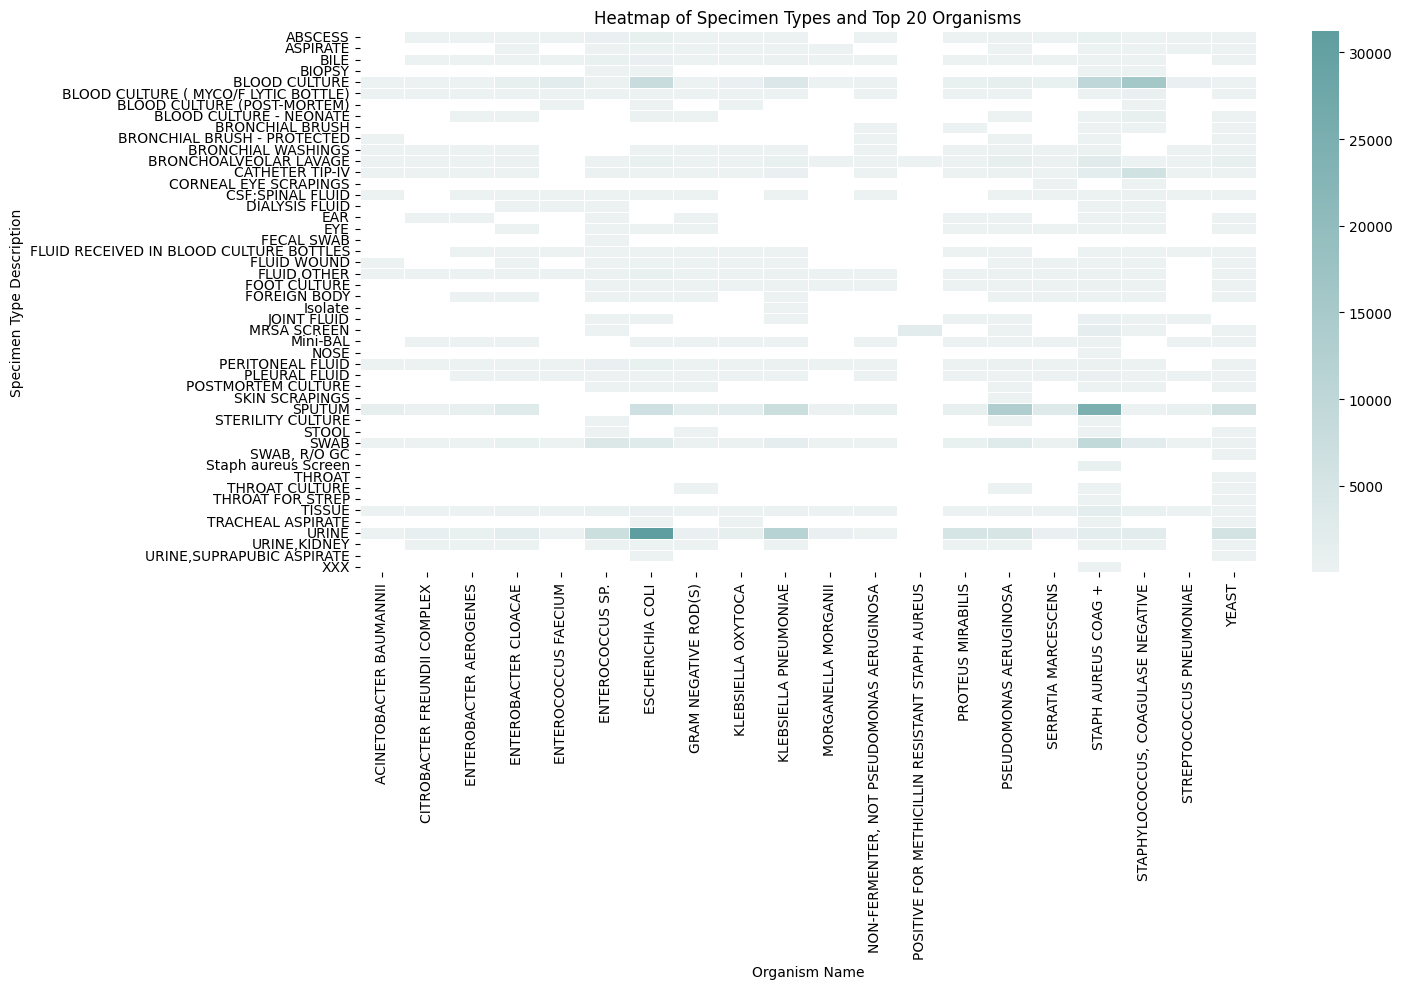 Heatmap of Specimen Types and Top 20 Organisms
Specimen Type Description
ABSCESS
ASPIRATE
BILE
BIOPSY
BLOOD CULTURE
BLOOD CULTURE ( MYCO/F LYTIC BOTTLE)
BLOOD CULTURE (POST-MORTEM)
BLOOD CULTURE - NEONATE
BRONCHIAL BRUSH
BRONCHIAL BRUSH - PROTECTED
BRONCHIAL WASHINGS
BRONCHOALVEOLAR LAVAGE
CATHETER TIP-IV
CORNEAL EYE SCRAPINGS
CSF;SPINAL FLUID
DIALYSIS FLUID
EAR
EYE
FECAL SWAB
FLUID RECEIVED IN BLOOD CULTURE BOTTLES
FLUID WOUND
FLUID,OTHER
FOOT CULTURE
FOREIGN BODY
Isolate
JOINT FLUID
MRSA SCREEN
Mini-BAL
NOSE
PERITONEAL FLUID
PLEURAL FLUID
POSTMORTEM CULTURE
SKIN SCRAPINGS
SPUTUM
STERILITY CULTURE
STOOL
SWAB
SWAB, R/O GC
Staph aureus Screen
THROAT
THROAT CULTURE
THROAT FOR STREP
TISSUE
TRACHEAL ASPIRATE
URINE
URINE,KIDNEY
URINE,SUPRAPUBIC ASPIRATE
XXX
ACINETOBACTER BAUMANNII
CITROBACTER FREUNDII COMPLEX
ENTEROBACTER AEROGENES
ENTEROBACTER CLOACAE
ENTEROCOCCUS FAECIUM
ENTEROCOCCUS SP.
ESCHERICHIA COLI
GRAM NEGATIVE ROD(S)
KLEBSIELLA OXYTOCA
KLEBSIELLA PNEUMONIAE
MORGANELLA MORGANII
NON-FERMENTER, NOT PSEUDOMONAS AERUGINOSA
POSITIVE FOR METHICILLIN RESISTANT STAPH AUREUS
PROTEUS MIRABILIS
PSEUDOMONAS AERUGINOSA
SERRATIA MARCESCENS
STAPH AUREUS COAG +
STAPHYLOCOCCUS, COAGULASE NEGATIVE
STREPTOCOCCUS PNEUMONIAE
YEAST
Organism Name
30000
25000
20000
15000
10000
5000